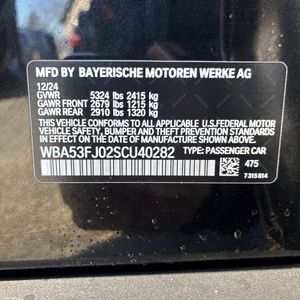 MFD BY BAYERISCHE MOTOREN WERKE AG
12/24
GVWR 5324 lbs 2415 kg
GAWR FRONT 2679 lbs 1215 kg
GAWR REAR 2910 lbs 1320 kg
THIS VEHICLE CONFORMS TO ALL APPLICABLE U.S. FEDERAL MOTOR
VEHICLE SAFETY, BUMPER, AND THEFT PREVENTION STANDARDS
IN EFFECT ON THE DATE OF MANUFACTURE SHOWN ABOVE.
WBA53FJ02SCU40282 TYPE: PASSENGER CAR
475
7315814